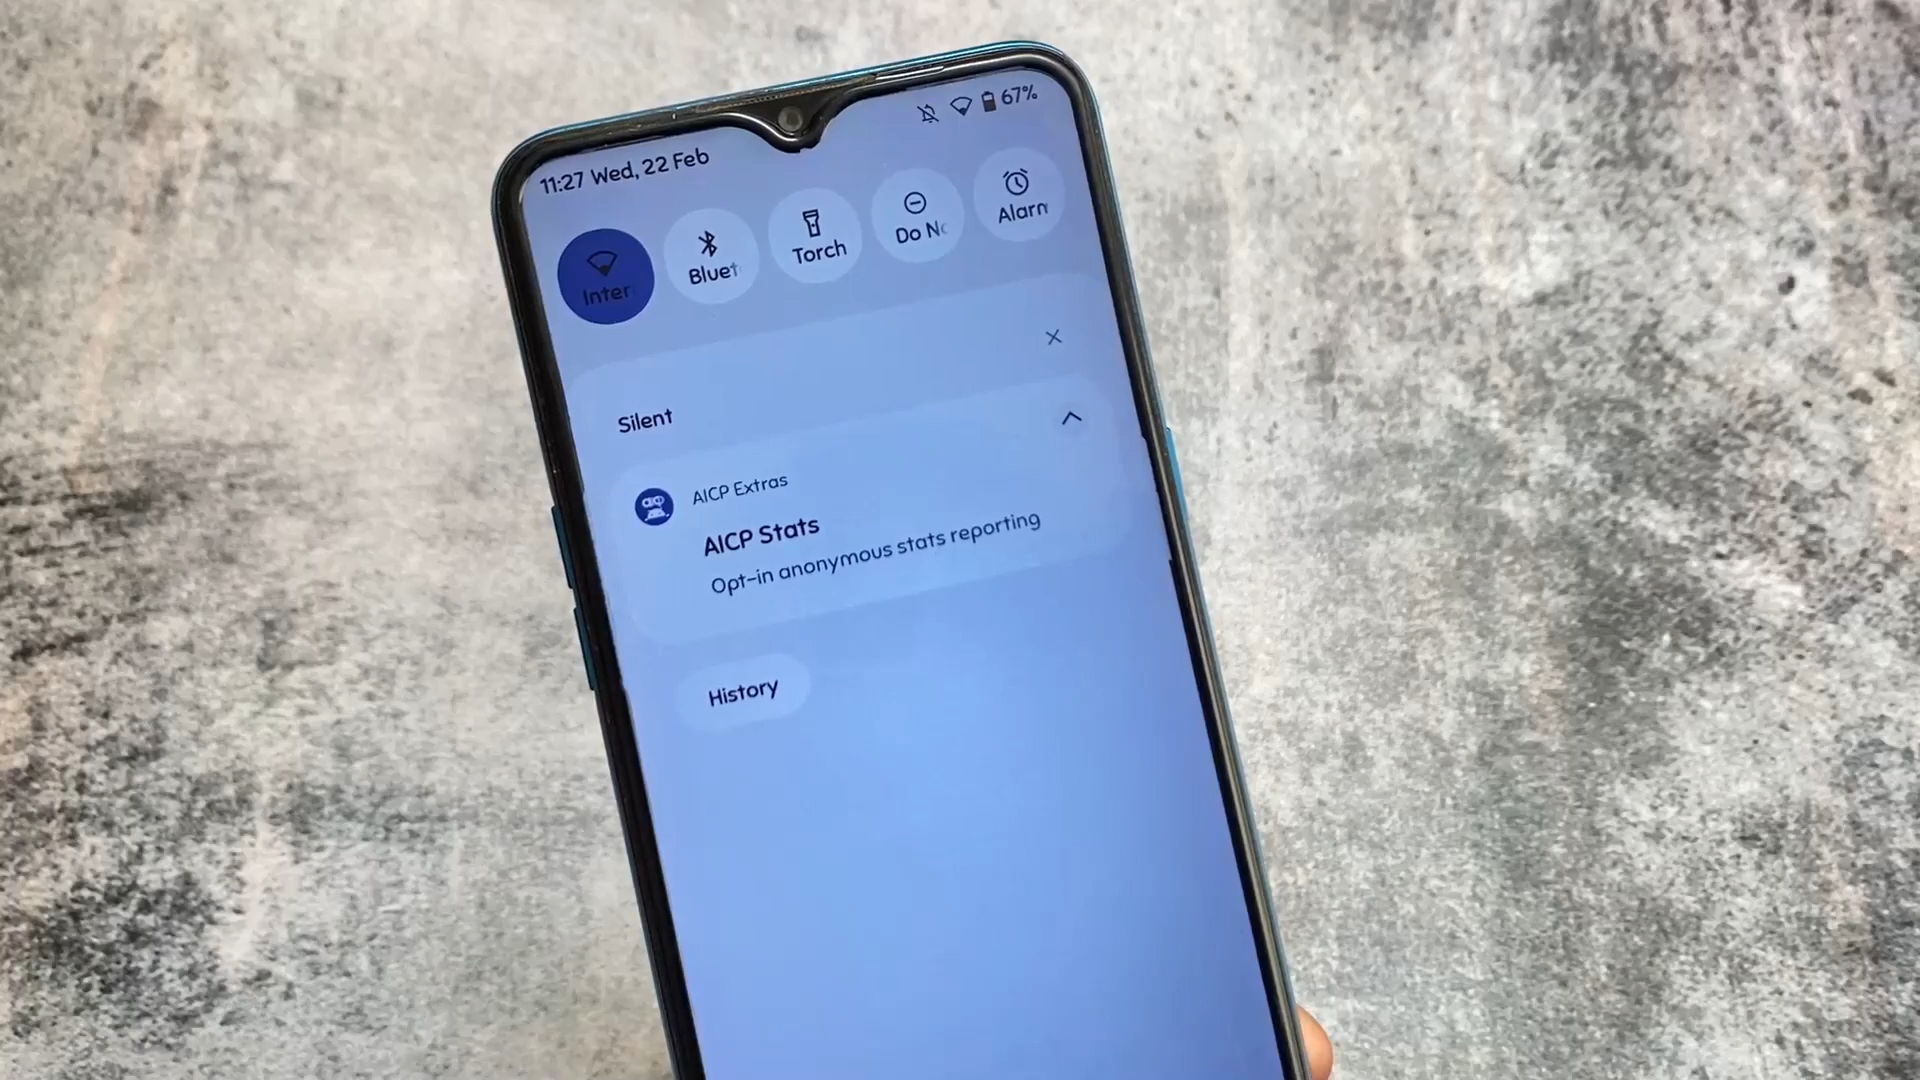 11:27 Wed, 22 Feb
67%
Inter
Bluet
Torch
Do No
Alarn
Silent
AICP Extras
AICP Stats
Opt-in anonymous stats reporting
History